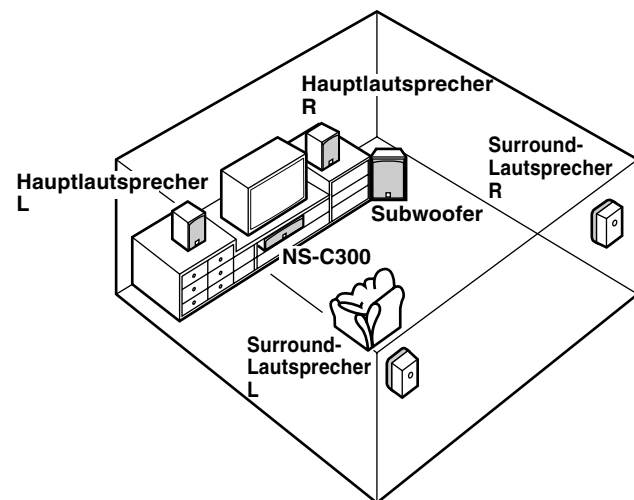 Hauptlautsprecher
R
Surround-
Lautsprecher
R
Hauptlautsprecher
L
Subwoofer
NS-C300
Surround-
Lautsprecher
L